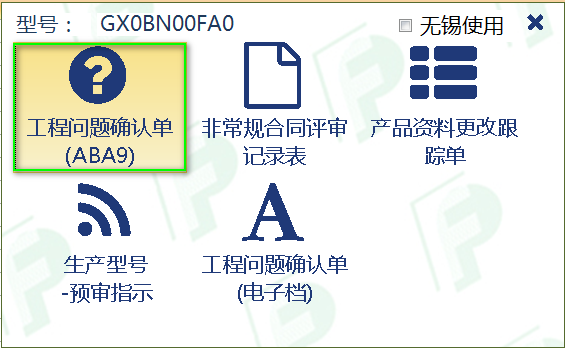 型号： GX0BN00FA0 无锡使用
工程问题确认单
(ABA9)
非常规合同评审
记录表
产品资料更改跟
踪单
生产型号
-预审指示
工程问题确认单
(电子档)